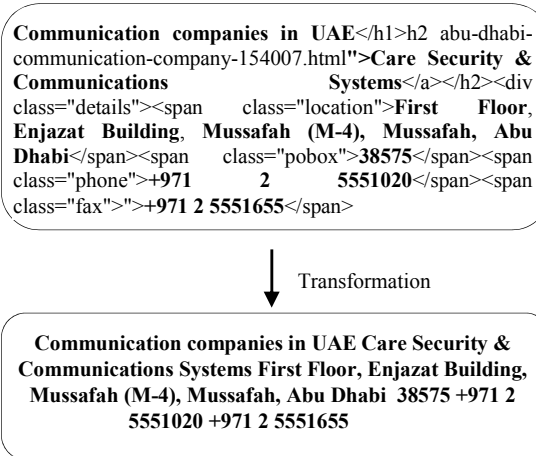 Communication companies in UAE</h1>h2 abu-dhabi-
communication-company-154007.html">Care Security &
Communications Systems</a></h2><div
class="details"><span class="location">First Floor,
Enjazat Building, Mussafah (M-4), Mussafah, Abu
Dhabi</span><span class="pobox">38575</span><span
class="phone">+971 2 5551020</span><span
class="fax">">+971 2 5551655</span>
Transformation
Communication companies in UAE Care Security &
Communications Systems First Floor, Enjazat Building,
Mussafah (M-4), Mussafah, Abu Dhabi 38575 +971 2
5551020 +971 2 5551655